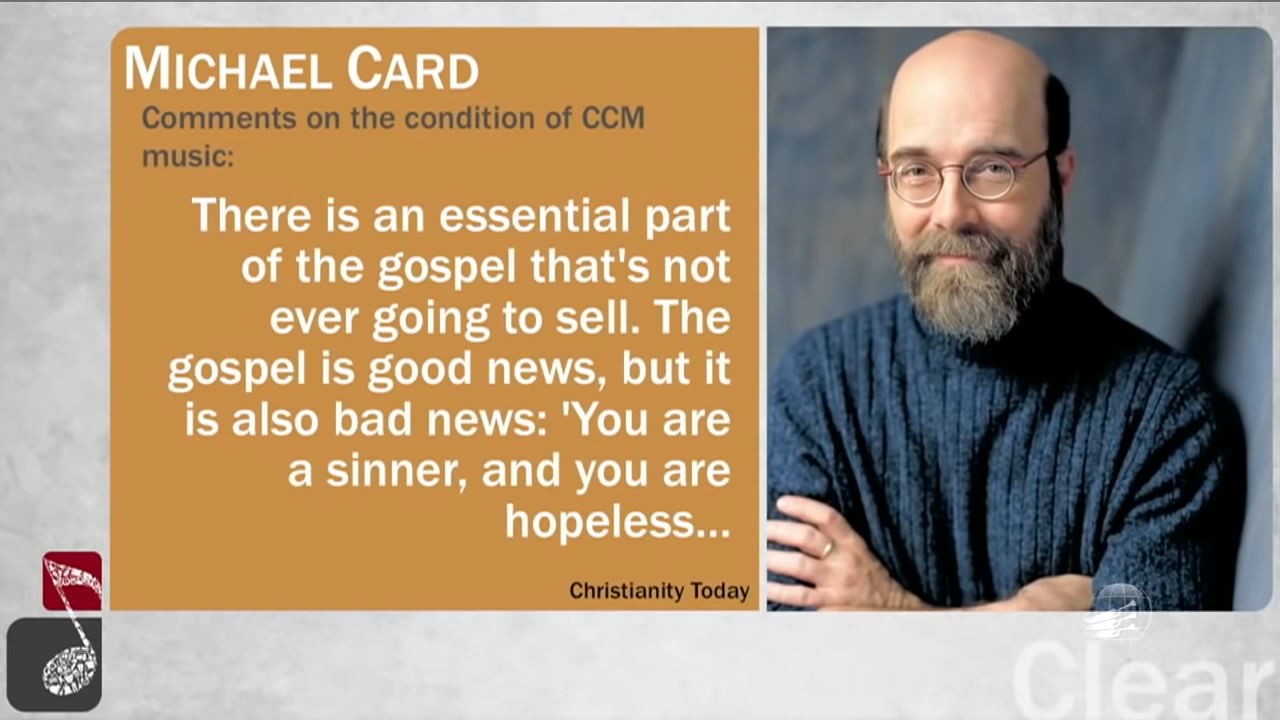 MICHAEL CARD
Comments on the condition of CCM
music:
There is an essential part
of the gospel that's not
ever going to sell. The
gospel is good news, but it
is also bad news: 'You are
a sinner, and you are
hopeless...
Christianity Today
Clear